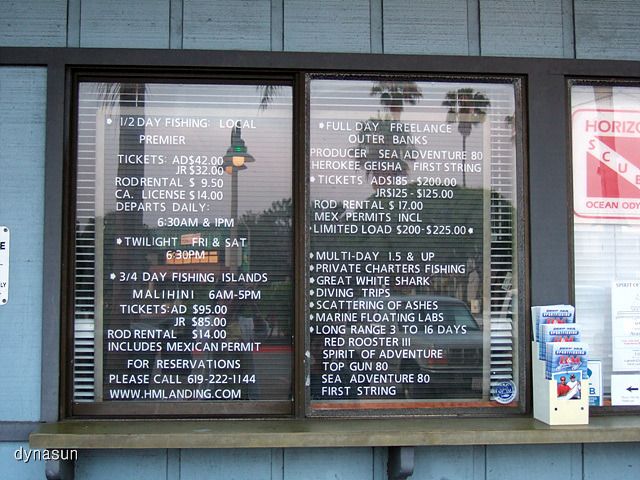 1/2 DAY FISHING: LOCAL
PREMIER
TICKETS: AD$42.00
JR $32.00
ROD RENTAL $ 9.50
CA. LICENSE $14.00
DEPARTS DAILY:
6:30AM & 1PM
TWILIGHT FRI & SAT
6:30PM
3/4 DAY FISHING ISLANDS
MALIHINI 6AM-5PM
TICKETS: AD $95.00
JR $85.00
ROD RENTAL $14.00
INCLUDES MEXICAN PERMIT
FOR RESERVATIONS
PLEASE CALL 619-222-1144
WWW.HMLANDING.COM
FULL DAY FREELANCE
OUTER BANKS
PRODUCER SEA ADVENTURE 80
HEROKEE GEISHA FIRST STRING
TICKETS AD$185 - $200.00
JR$125 - $125.00
ROD RENTAL $ 17.00
MEX PERMITS INCL
LIMITED LOAD $200-$225.00
MULTI-DAY 1.5 & UP
PRIVATE CHARTERS FISHING
GREAT WHITE SHARK
DIVING TRIPS
SCATTERING OF ASHES
MARINE FLOATING LABS
LONG RANGE 3 TO 16 DAYS
RED ROOSTER III
SPIRIT OF ADVENTURE
TOP GUN 80
SEA ADVENTURE 80
FIRST STRING
HORIZO
SCU
OCEAN ODY
SPIRIT OF
dynasun